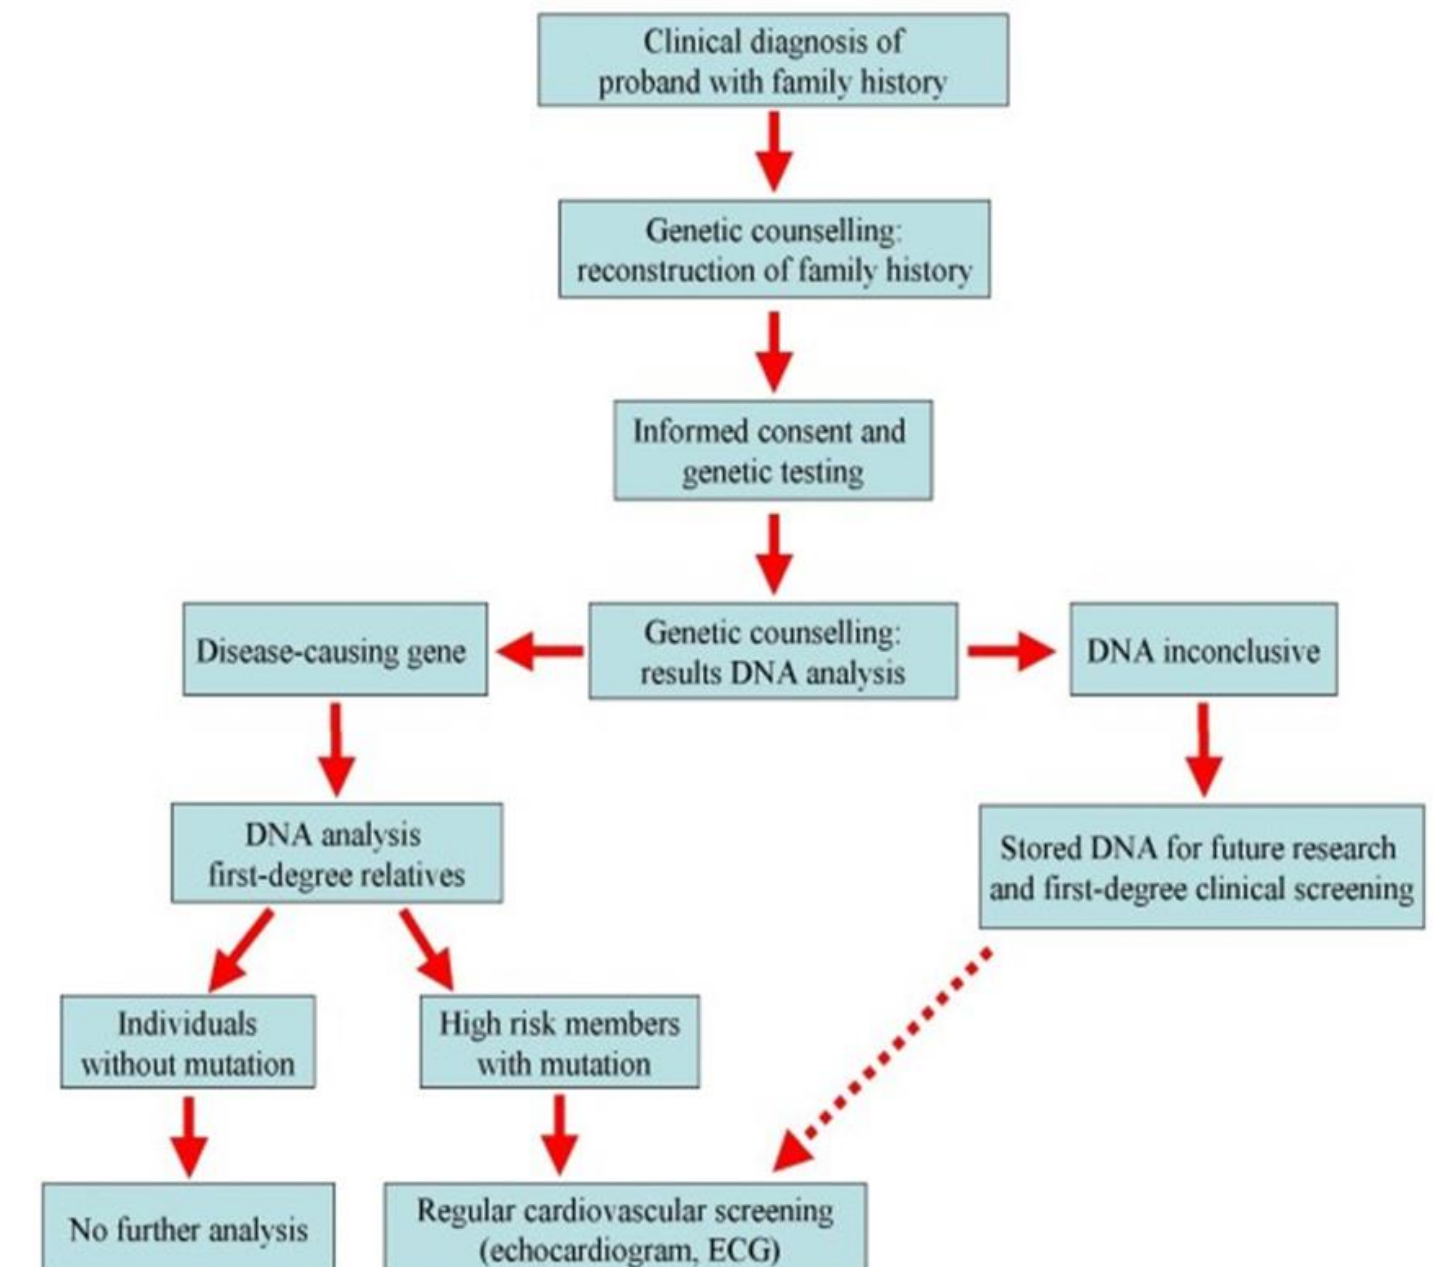 Clinical diagnosis of
proband with family history
Genetic counselling:
reconstruction of family history
Informed consent and
genetic testing
Disease-causing gene
Genetic counselling:
results DNA analysis
DNA inconclusive
DNA analysis
first-degree relatives
Stored DNA for future research
and first-degree clinical screening
Individuals
without mutation
High risk members
with mutation
No further analysis
Regular cardiovascular screening
(echocardiogram, ECG)